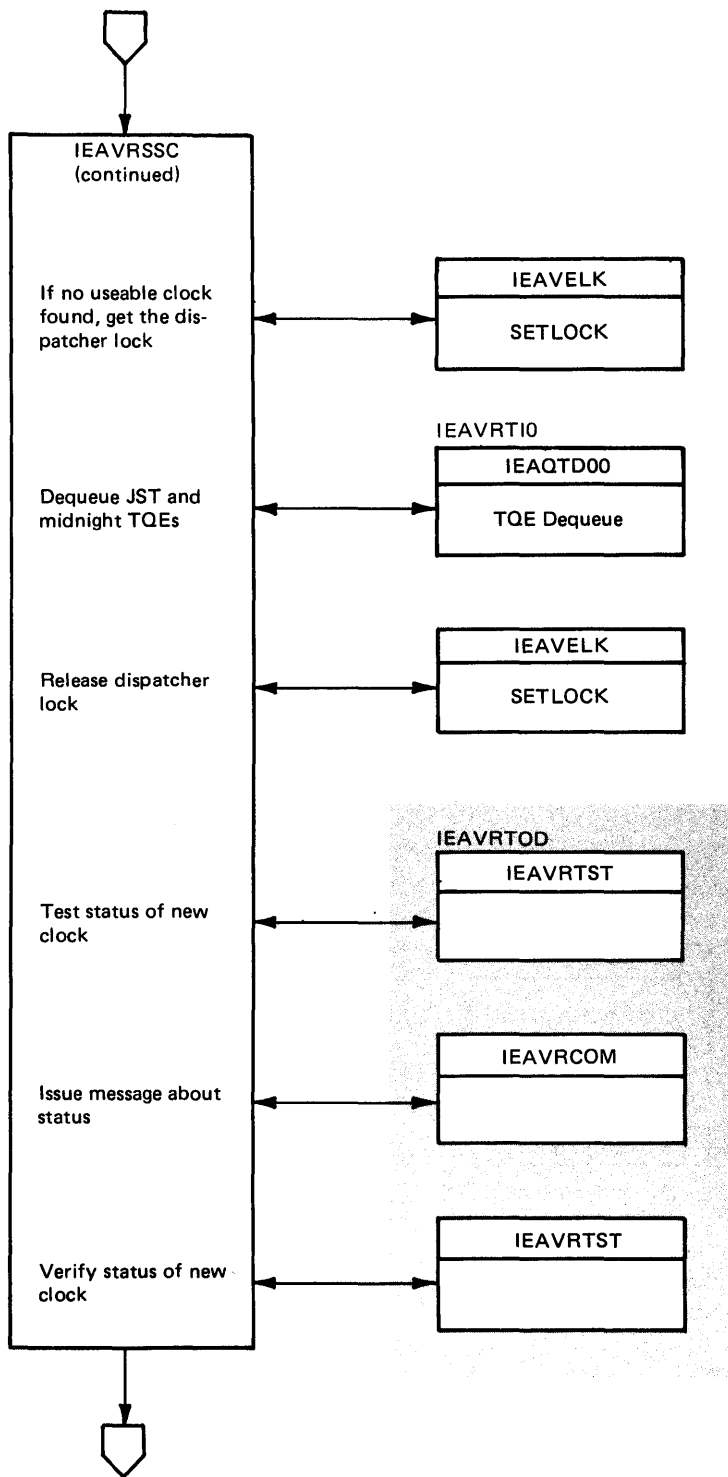 IEAVRSSC
(continued)
If no useable clock
found, get the dis-
patcher lock
IEAVELK
SETLOCK
IEAVRTI0
IEAQTD00
Dequeue JST and
midnight TQEs
TQE Dequeue
IEAVELK
Release dispatcher
lock
SETLOCK
IEAVRTOD
IEAVRTST
Test status of new
clock
IEAVRCOM
Issue message about
status
IEAVRTST
Verify status of new
clock